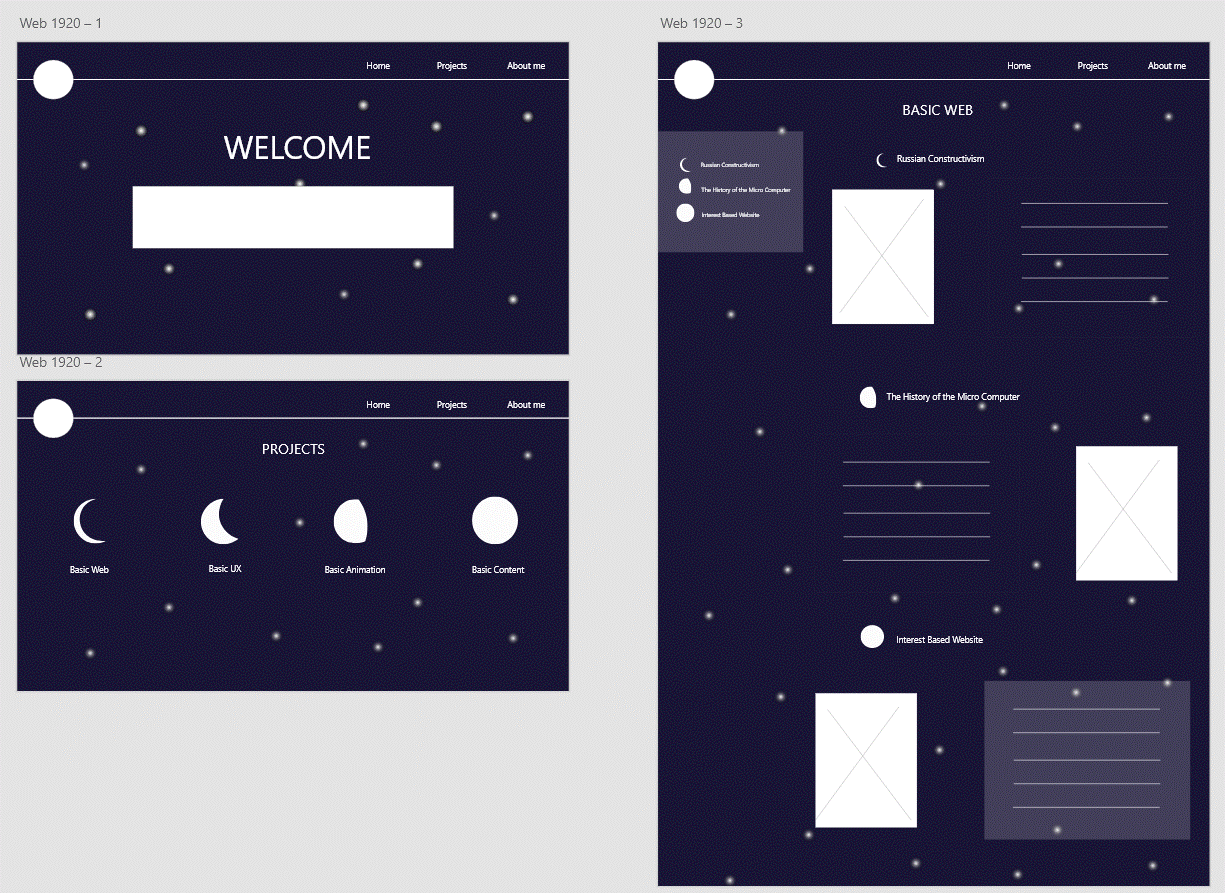 Web 1920 – 1
Home Projects About me
WELCOME
Web 1920 – 2
Home Projects About me
PROJECTS
Basic Web Basic UX Basic Animation Basic Content
Web 1920 – 3
Home Projects About me
BASIC WEB
Russian Constructivism
The History of the Micro Computer
Interest Based Website
Russian Constructivism
The History of the Micro Computer
Interest Based Website